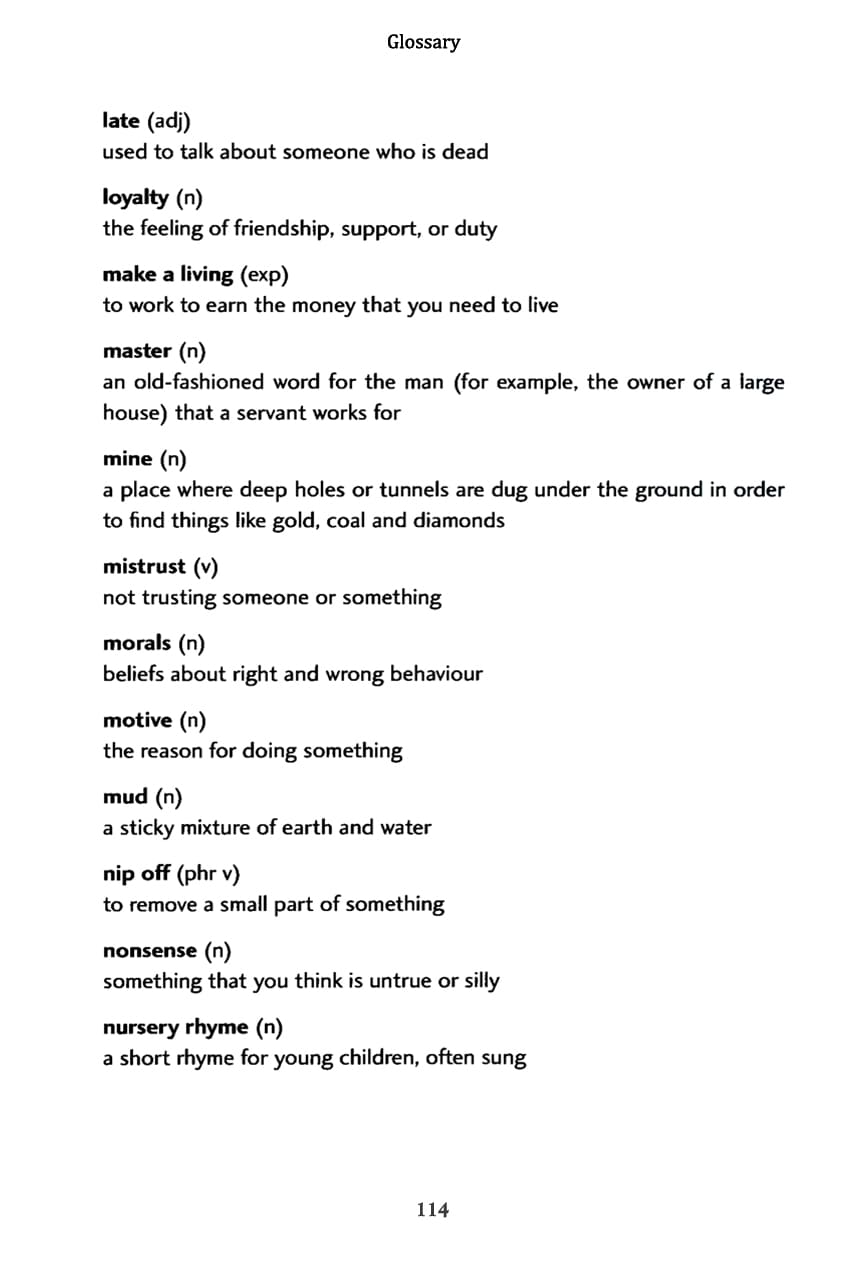 Glossary
late (adj)
used to talk about someone who is dead
loyalty (n)
the feeling of friendship, support, or duty
make a living (exp)
to work to earn the money that you need to live
master (n)
an old-fashioned word for the man (for example, the owner of a large
house) that a servant works for
mine (n)
a place where deep holes or tunnels are dug under the ground in order
to find things like gold, coal and diamonds
mistrust (v)
not trusting someone or something
morals (n)
beliefs about right and wrong behaviour
motive (n)
the reason for doing something
mud (n)
a sticky mixture of earth and water
nip off (phr v)
to remove a small part of something
nonsense (n)
something that you think is untrue or silly
nursery rhyme (n)
a short rhyme for young children, often sung
114